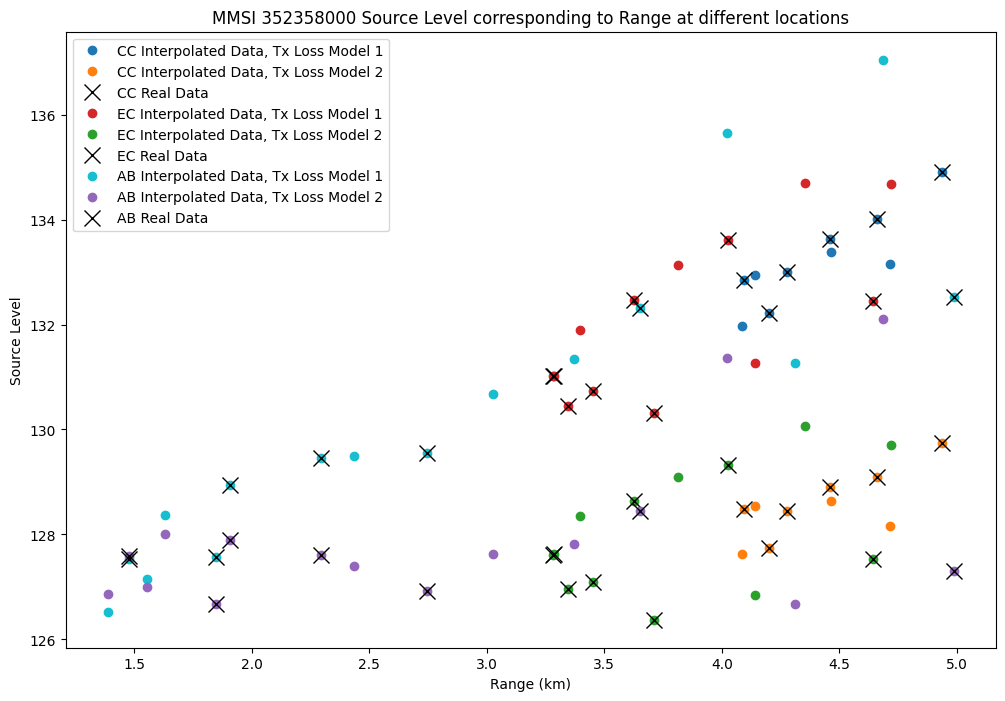 MMSI 352358000 Source Level corresponding to Range at different locations
CC Interpolated Data, Tx Loss Model 1
CC Interpolated Data, Tx Loss Model 2
CC Real Data
EC Interpolated Data, Tx Loss Model 1
EC Interpolated Data, Tx Loss Model 2
EC Real Data
AB Interpolated Data, Tx Loss Model 1
AB Interpolated Data, Tx Loss Model 2
AB Real Data
Source Level
136
134
132
130
128
126
1.5 2.0 2.5 3.0 3.5 4.0 4.5 5.0
Range (km)